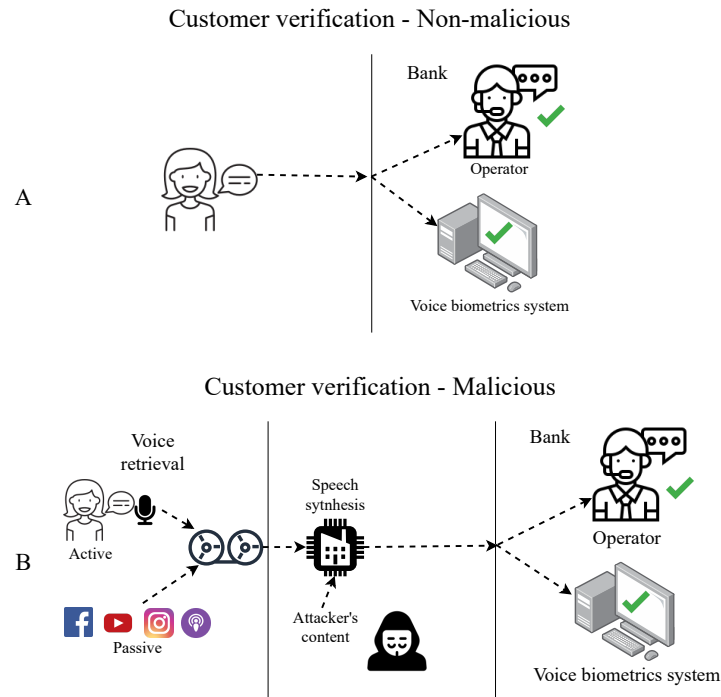 Customer verification - Non-malicious
Bank
Operator
A
Voice biometrics system
Customer verification - Malicious
Voice
retrieval
Bank
Speech
sytnhesis
Active
Operator
B
Attacker's
content
Passive
Voice biometrics system